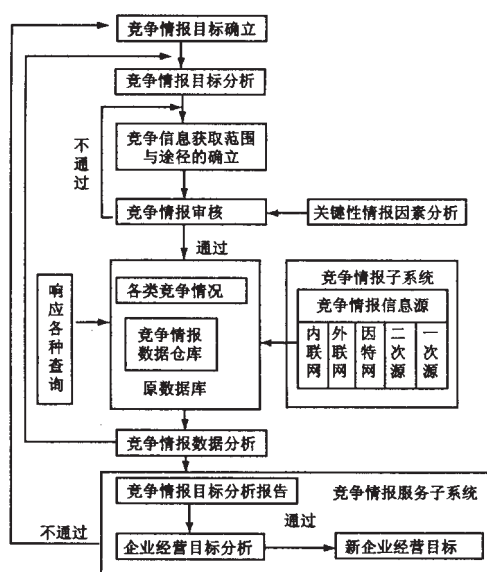 竞争情报目标确立
竞争情报目标分析
竞争信息获取范围
与途径的确立
不通过
竞争情报审核
关键性情报因素分析
通过
响应各种查询
各类竞争情况
竞争情报
数据仓库
原数据库
竞争情报子系统
竞争情报信息源
内联网
外联网
因特网
二次源
一次源
竞争情报数据分析
竞争情报目标分析报告
竞争情报服务子系统
不通过
通过
企业经营目标分析
新企业经营目标